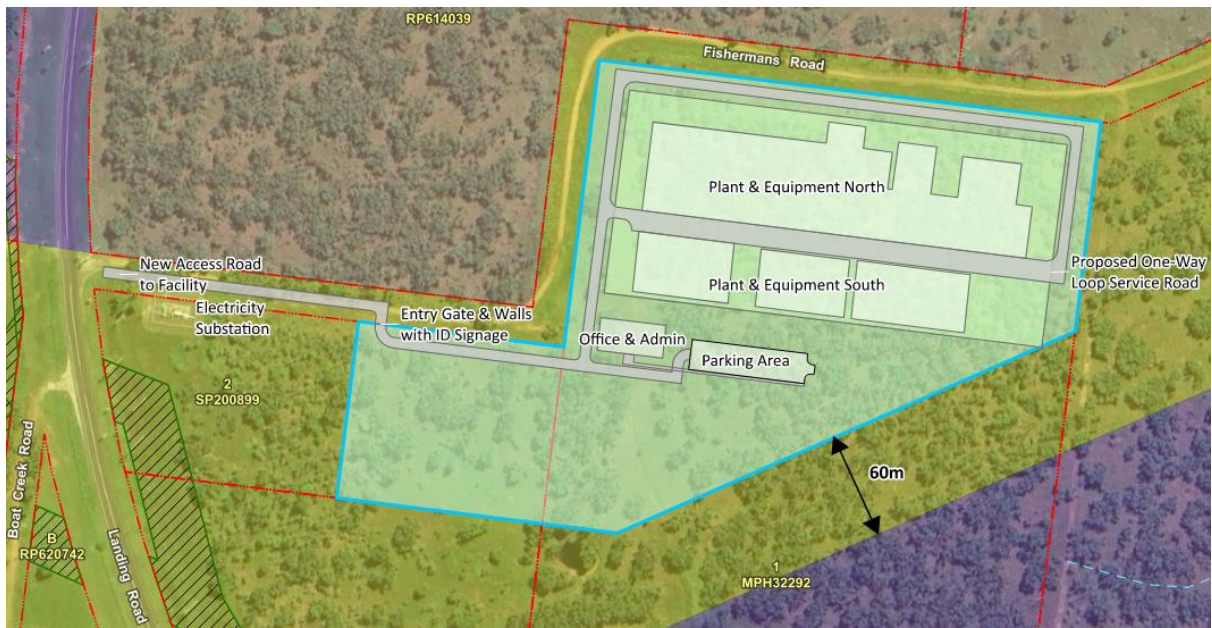 RP614039
Fishermans Road
Plant & Equipment North
New Access Road
to Facility
Proposed One-Way
Loop Service Road
Plant & Equipment South
Electricity
Substation
Entry Gate & Walls
with ID Signage
Office & Admin
Parking Area
2
SP200899
60m
Boat Creek Road
B
RP620742
Landing Road
1
MPH32292